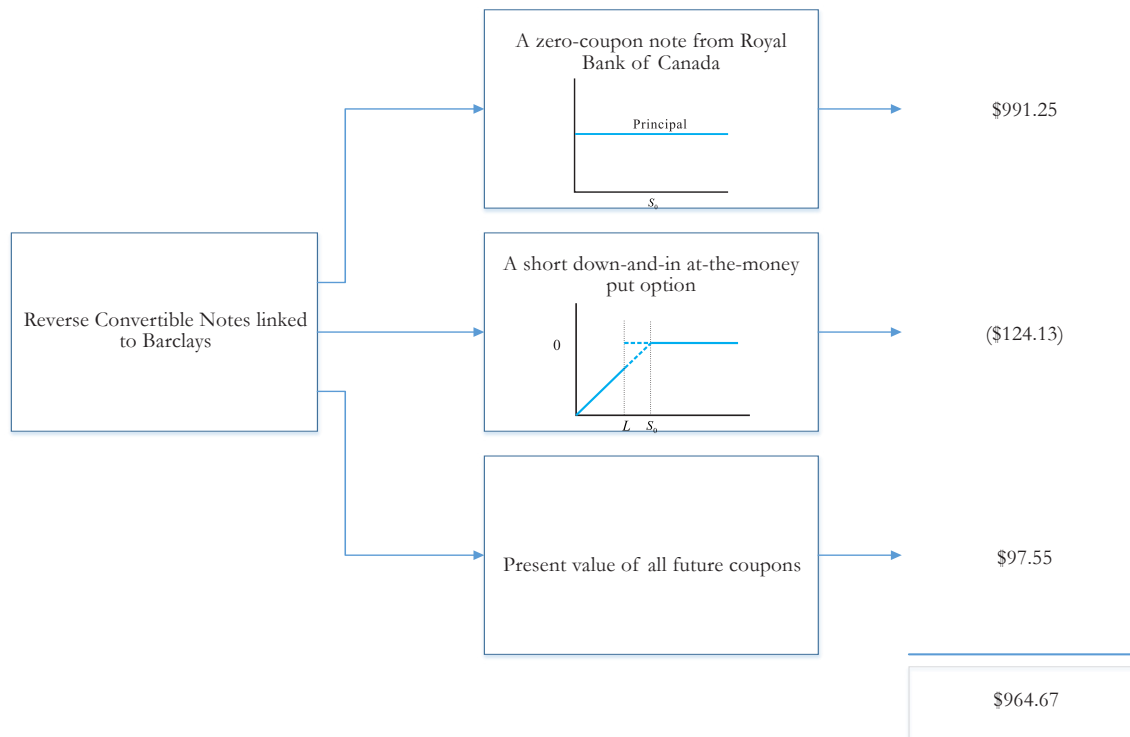 A zero-coupon note from Royal
Bank of Canada
Principal
S₀
$991.25
Reverse Convertible Notes linked
to Barclays
A short down-and-in at-the-money
put option
0
L S₀
($124.13)
Present value of all future coupons
$97.55
$964.67